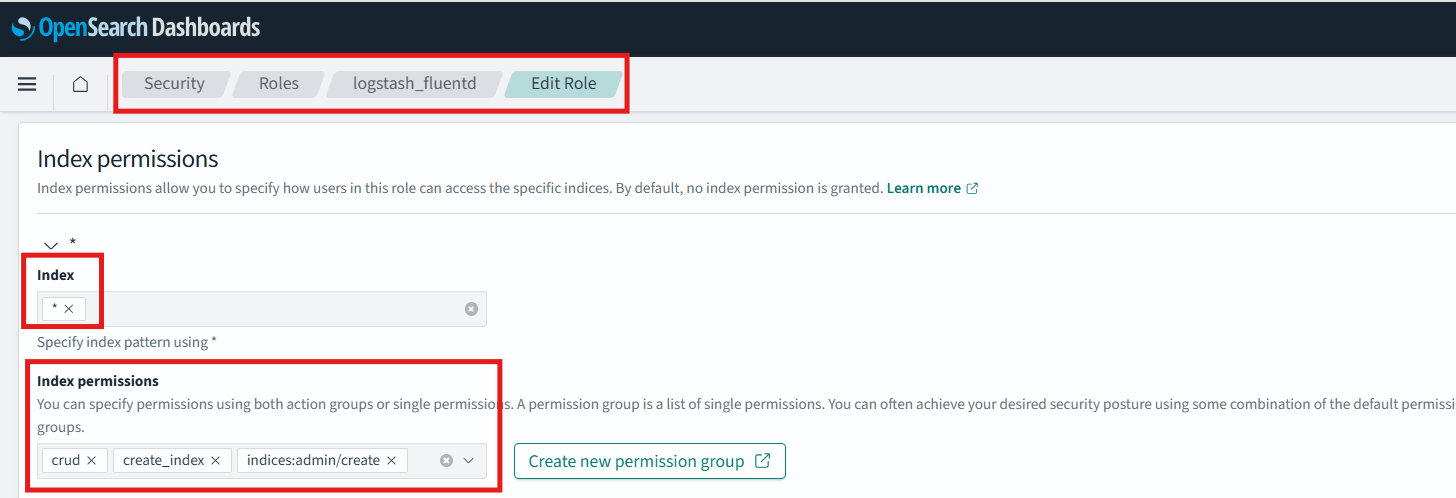 OpenSearch Dashboards
Security Roles logstash_fluentd Edit Role
Index permissions
Index permissions allow you to specify how users in this role can access the specific indices. By default, no index permission is granted. Learn more
*
Index
* ×
Specify index pattern using *
Index permissions
You can specify permissions using both action groups or single permissions. A permission group is a list of single permissions. You can often achieve your desired security posture using some combination of the default permissi
groups.
crud × create_index × indices:admin/create × Create new permission group